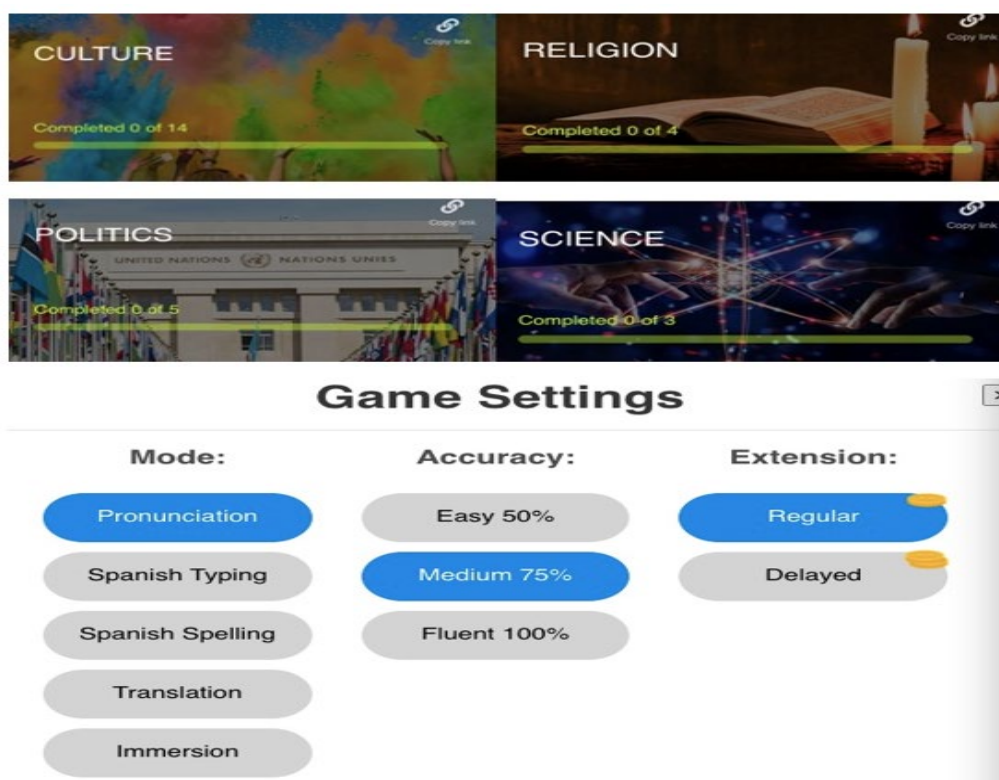 CULTURE
Copy link
Completed 0 of 14
RELIGION
Copy link
Completed 0 of 4
POLITICS
Copy link
UNITED NATIONS NATIONS UNIES
Completed 0 of 5
SCIENCE
Copy link
Completed 0 of 3
Game Settings
Mode:
Pronunciation
Spanish Typing
Spanish Spelling
Translation
Immersion
Accuracy:
Easy 50%
Medium 75%
Fluent 100%
Extension:
Regular
Delayed